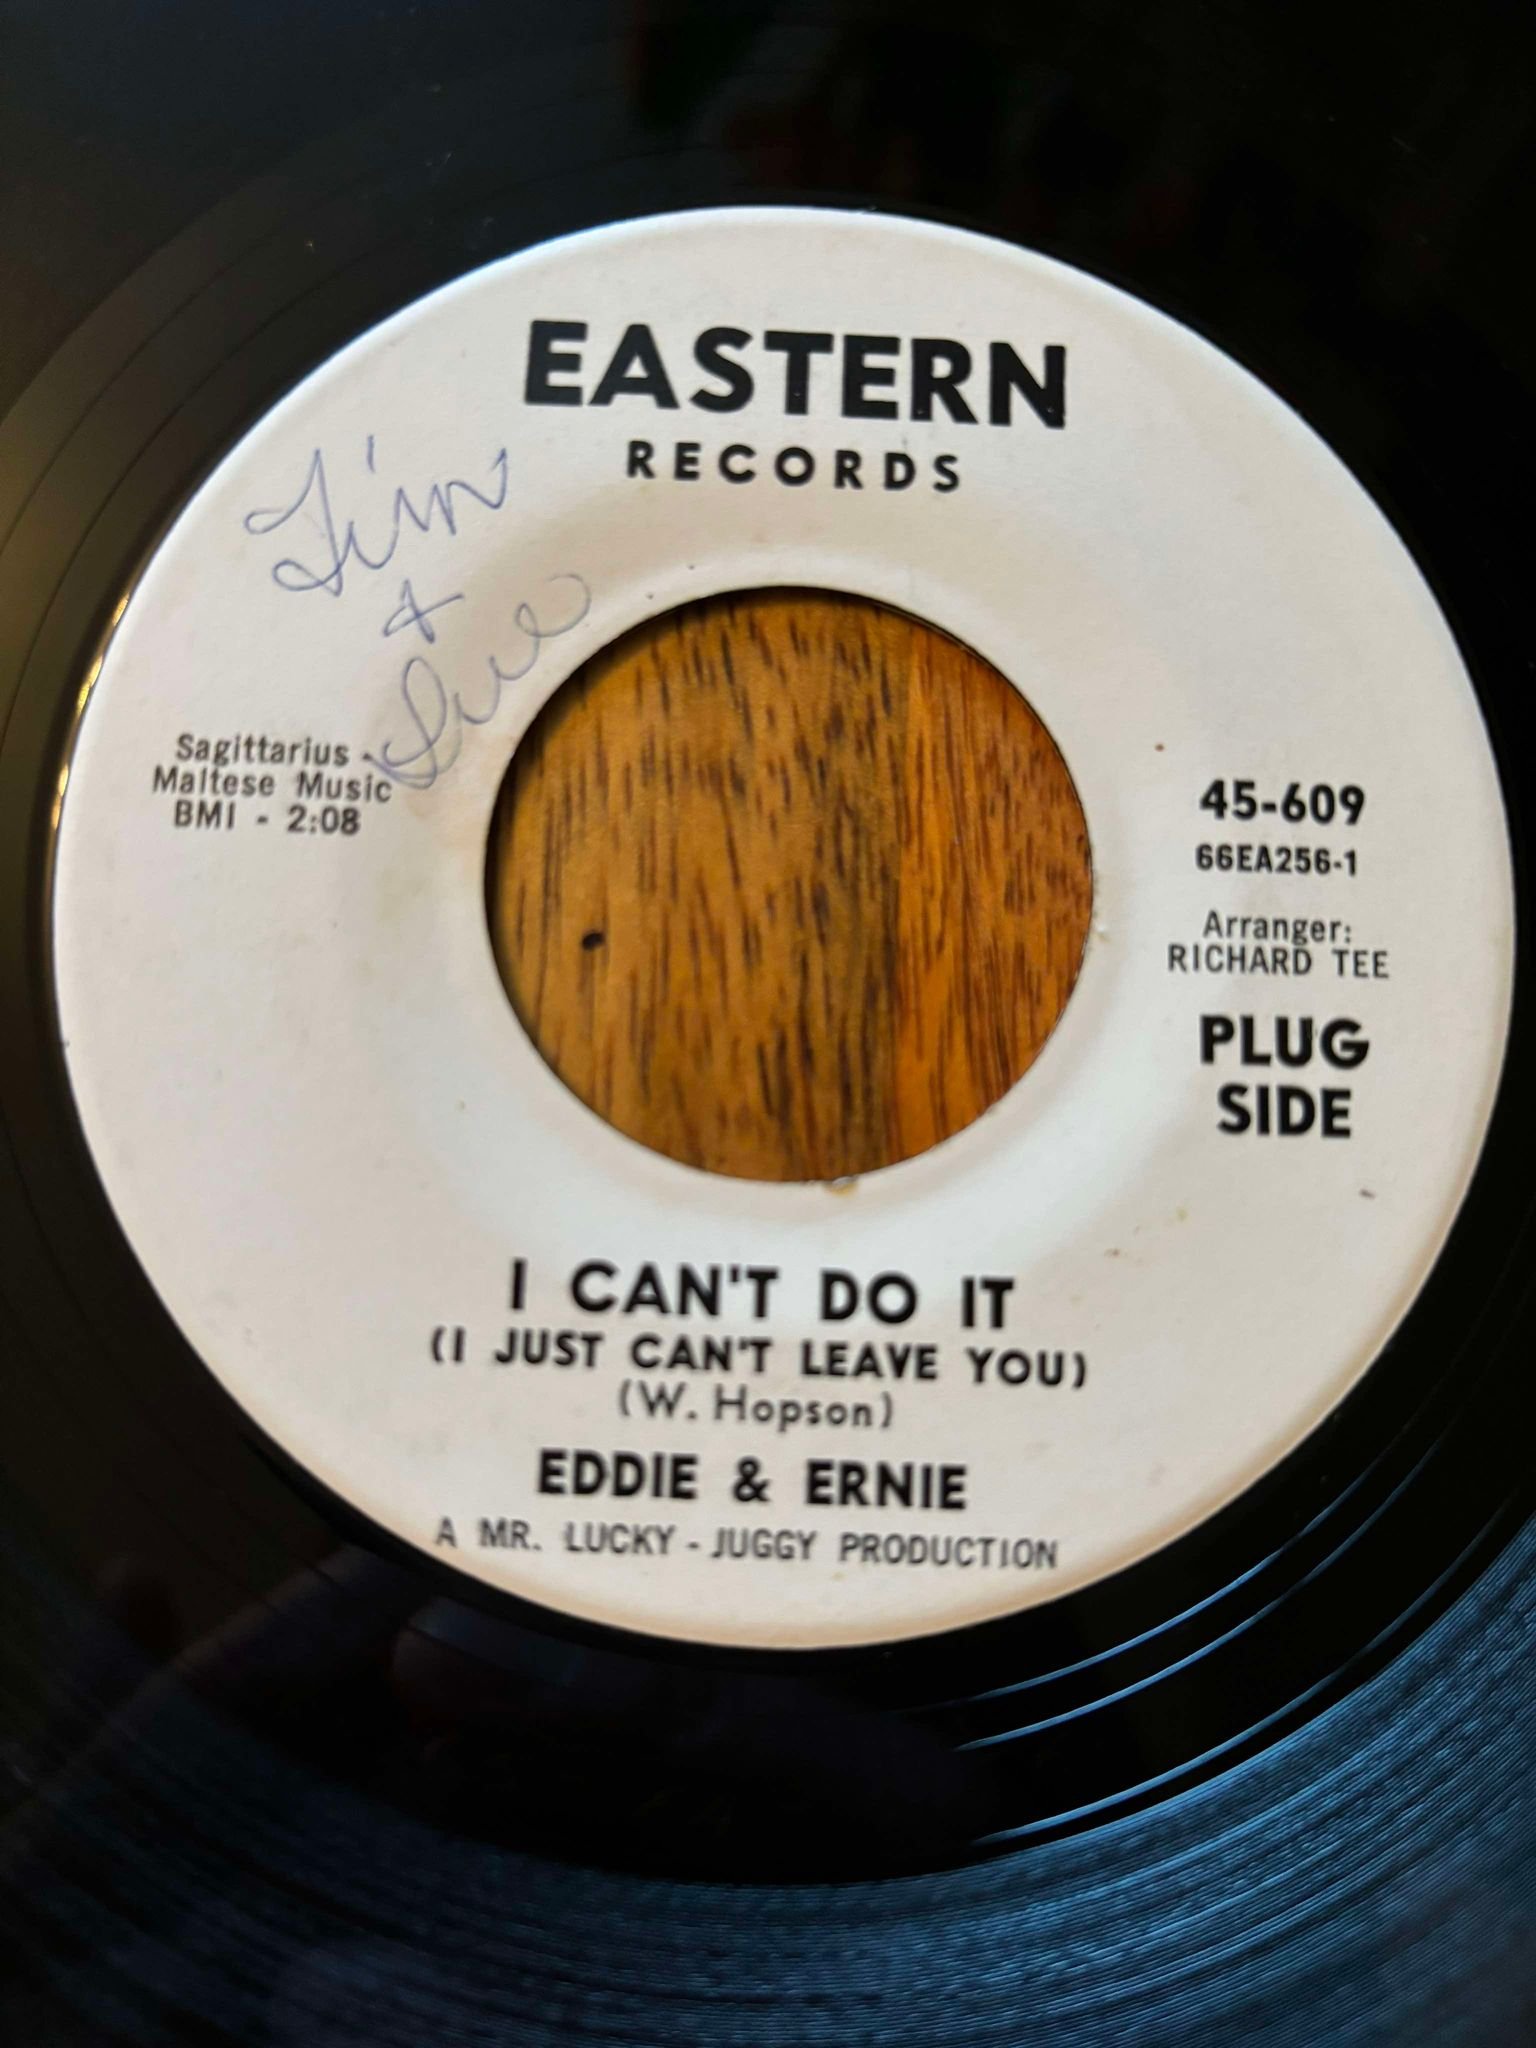 EASTERN
RECORDS
+
Sue
Sagittarius -
Maltese Music
BMI - 2:08
45-609
66EA256-1
Arranger:
RICHARD TEE
PLUG
SIDE
I CAN'T DO IT
(I JUST CAN'T LEAVE YOU)
(W. Hopson)
EDDIE & ERNIE
A MR. LUCKY - JUGGY PRODUCTION